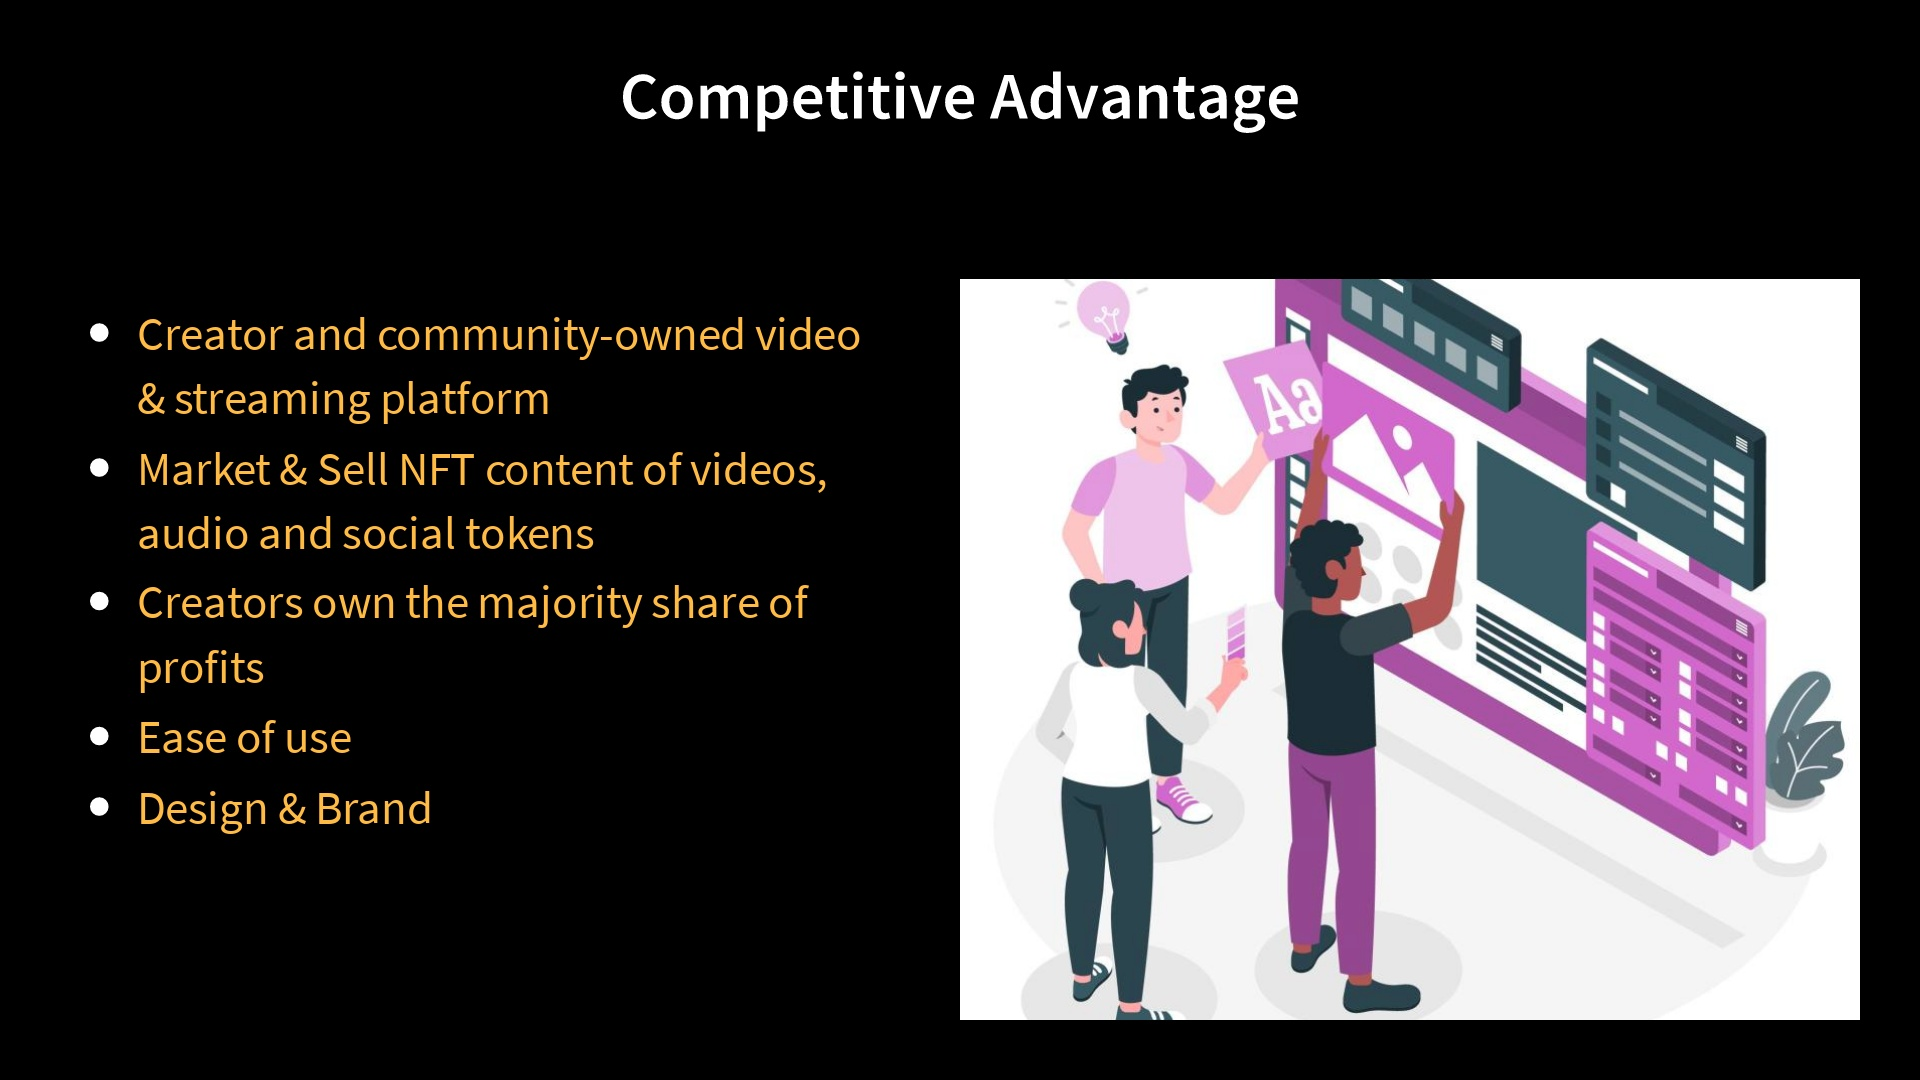 Competitive Advantage
Creator and community-owned video
& streaming platform
Market & Sell NFT content of videos,
audio and social tokens
Creators own the majority share of
profits
Ease of use
Design & Brand
Aa